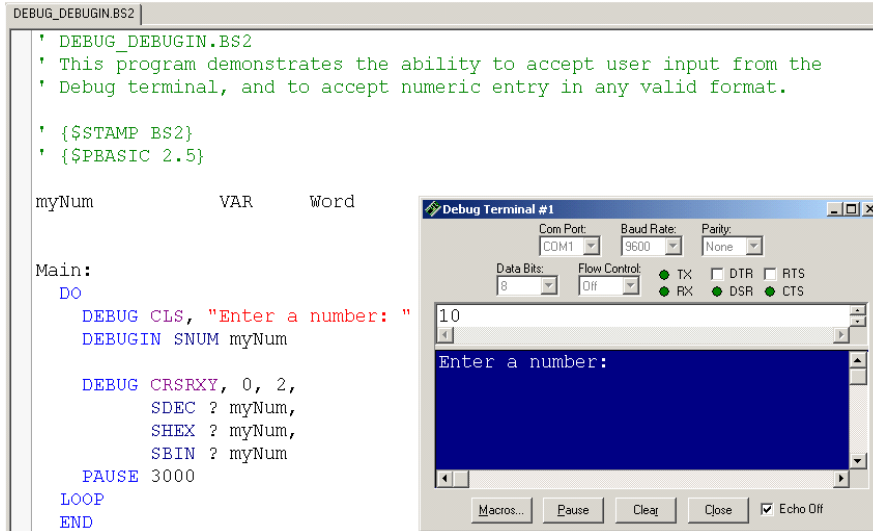 DEBUG_DEBUGIN.BS2
' DEBUG_DEBUGIN.BS2
' This program demonstrates the ability to accept user input from the
' Debug terminal, and to accept numeric entry in any valid format.
' {$STAMP BS2}
' {$PBASIC 2.5}
myNum VAR Word
Main:
DO
DEBUG CLS, "Enter a number: "
DEBUGIN SNUM myNum
DEBUG CRSRXY, 0, 2,
SDEC ? myNum,
SHEX ? myNum,
SBIN ? myNum
PAUSE 3000
LOOP
END
Debug Terminal #1
Com Port: Baud Rate: Parity:
COM1 9600 None
Data Bits: Flow Control: TX DTR RTS
8 Off RX DSR CTS
10
Enter a number:
Macros... Pause Clear Close Echo Off